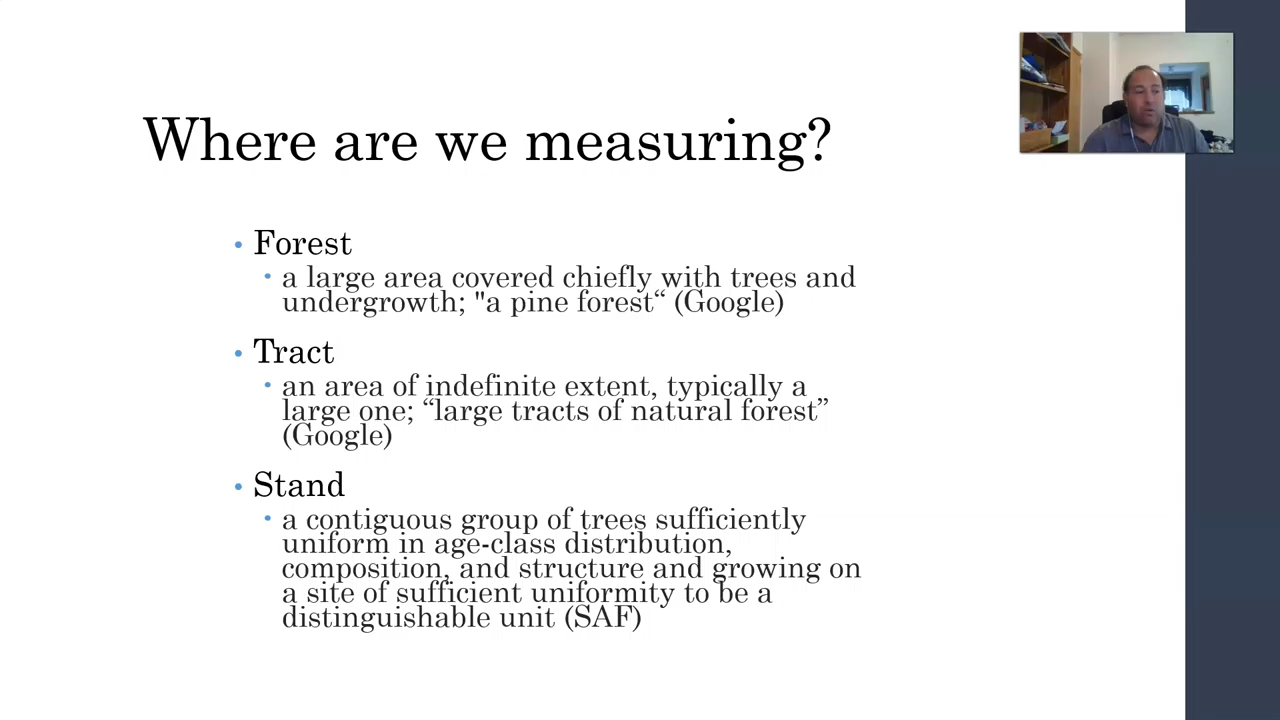 Where are we measuring?
• Forest
• a large area covered chiefly with trees and
undergrowth; "a pine forest“ (Google)
• Tract
• an area of indefinite extent, typically a
large one; “large tracts of natural forest”
(Google)
• Stand
• a contiguous group of trees sufficiently
uniform in age-class distribution,
composition, and structure and growing on
a site of sufficient uniformity to be a
distinguishable unit (SAF)